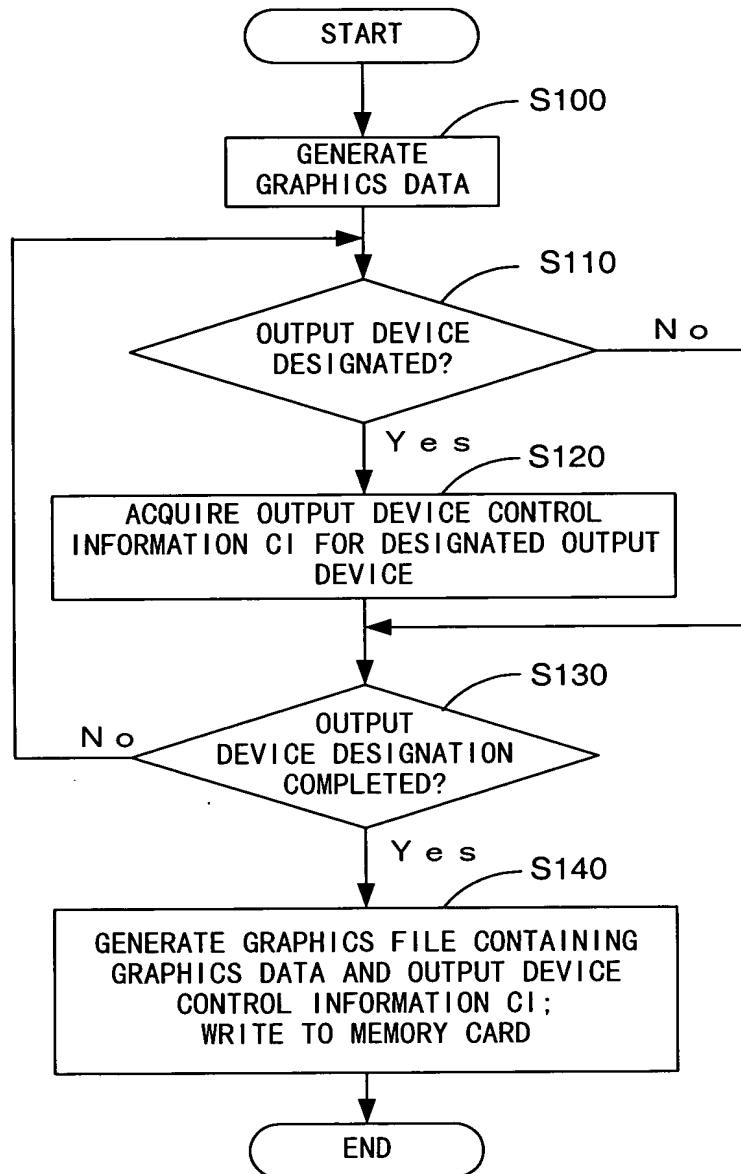 START
S100
GENERATE
GRAPHICS DATA
S110
OUTPUT DEVICE
DESIGNATED?
No
Yes
S120
ACQUIRE OUTPUT DEVICE CONTROL
INFORMATION CI FOR DESIGNATED OUTPUT
DEVICE
S130
OUTPUT
DEVICE DESIGNATION
COMPLETED?
No
Yes
S140
GENERATE GRAPHICS FILE CONTAINING
GRAPHICS DATA AND OUTPUT DEVICE
CONTROL INFORMATION CI;
WRITE TO MEMORY CARD
END